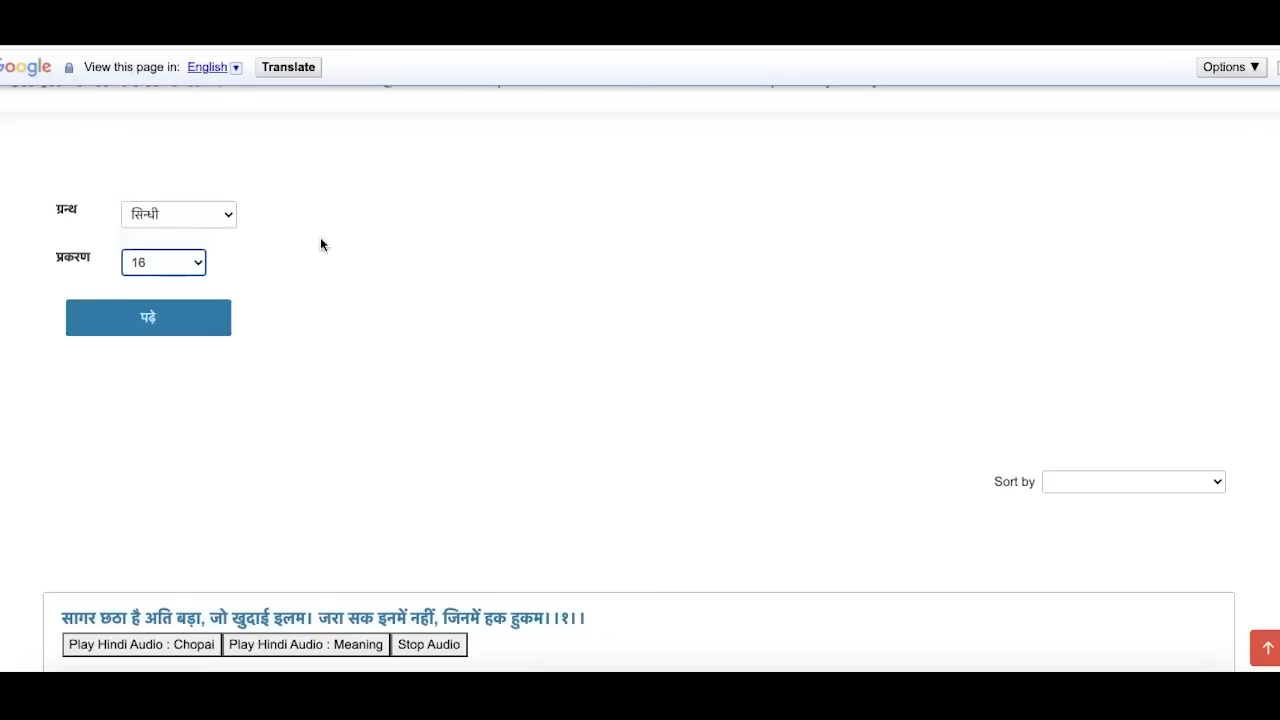 Google View this page in: English ▼ Translate Options ▼
ग्रन्थ सिन्धी
प्रकरण 16
पढ़े
Sort by
सागर छठा है अति बड़ा, जो खुदाई इलम। जरा सक इनमें नहीं, जिनमें हक हुकम।।१।।
Play Hindi Audio : Chopai Play Hindi Audio : Meaning Stop Audio